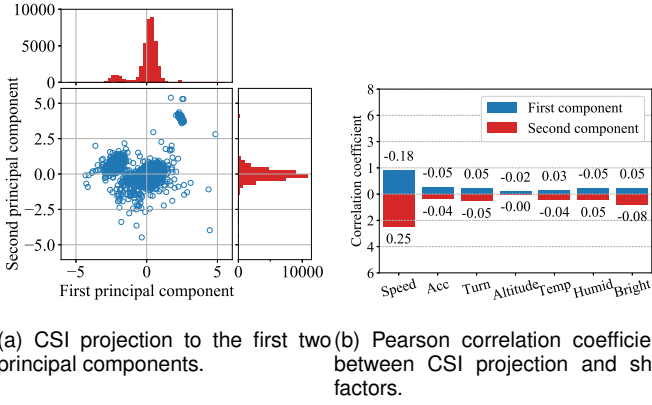 10000
0
5.0
2.5
0.0
−2.5
−5.0
Second principal component
−5
0
5
First principal component
0
10000
8
6
3
1
0
2
4
6
Correlation coefficient
First component
Second component
-0.18
-0.05
0.05
-0.02
0.03
-0.05
0.05
0.25
-0.04
-0.05
-0.00
-0.04
0.05
-0.08
Speed
Acc
Turn
Altitude
Temp
Humid
Bright
(a) CSI projection to the first two
principal components.
(b) Pearson correlation coefficie
between CSI projection and sh
factors.